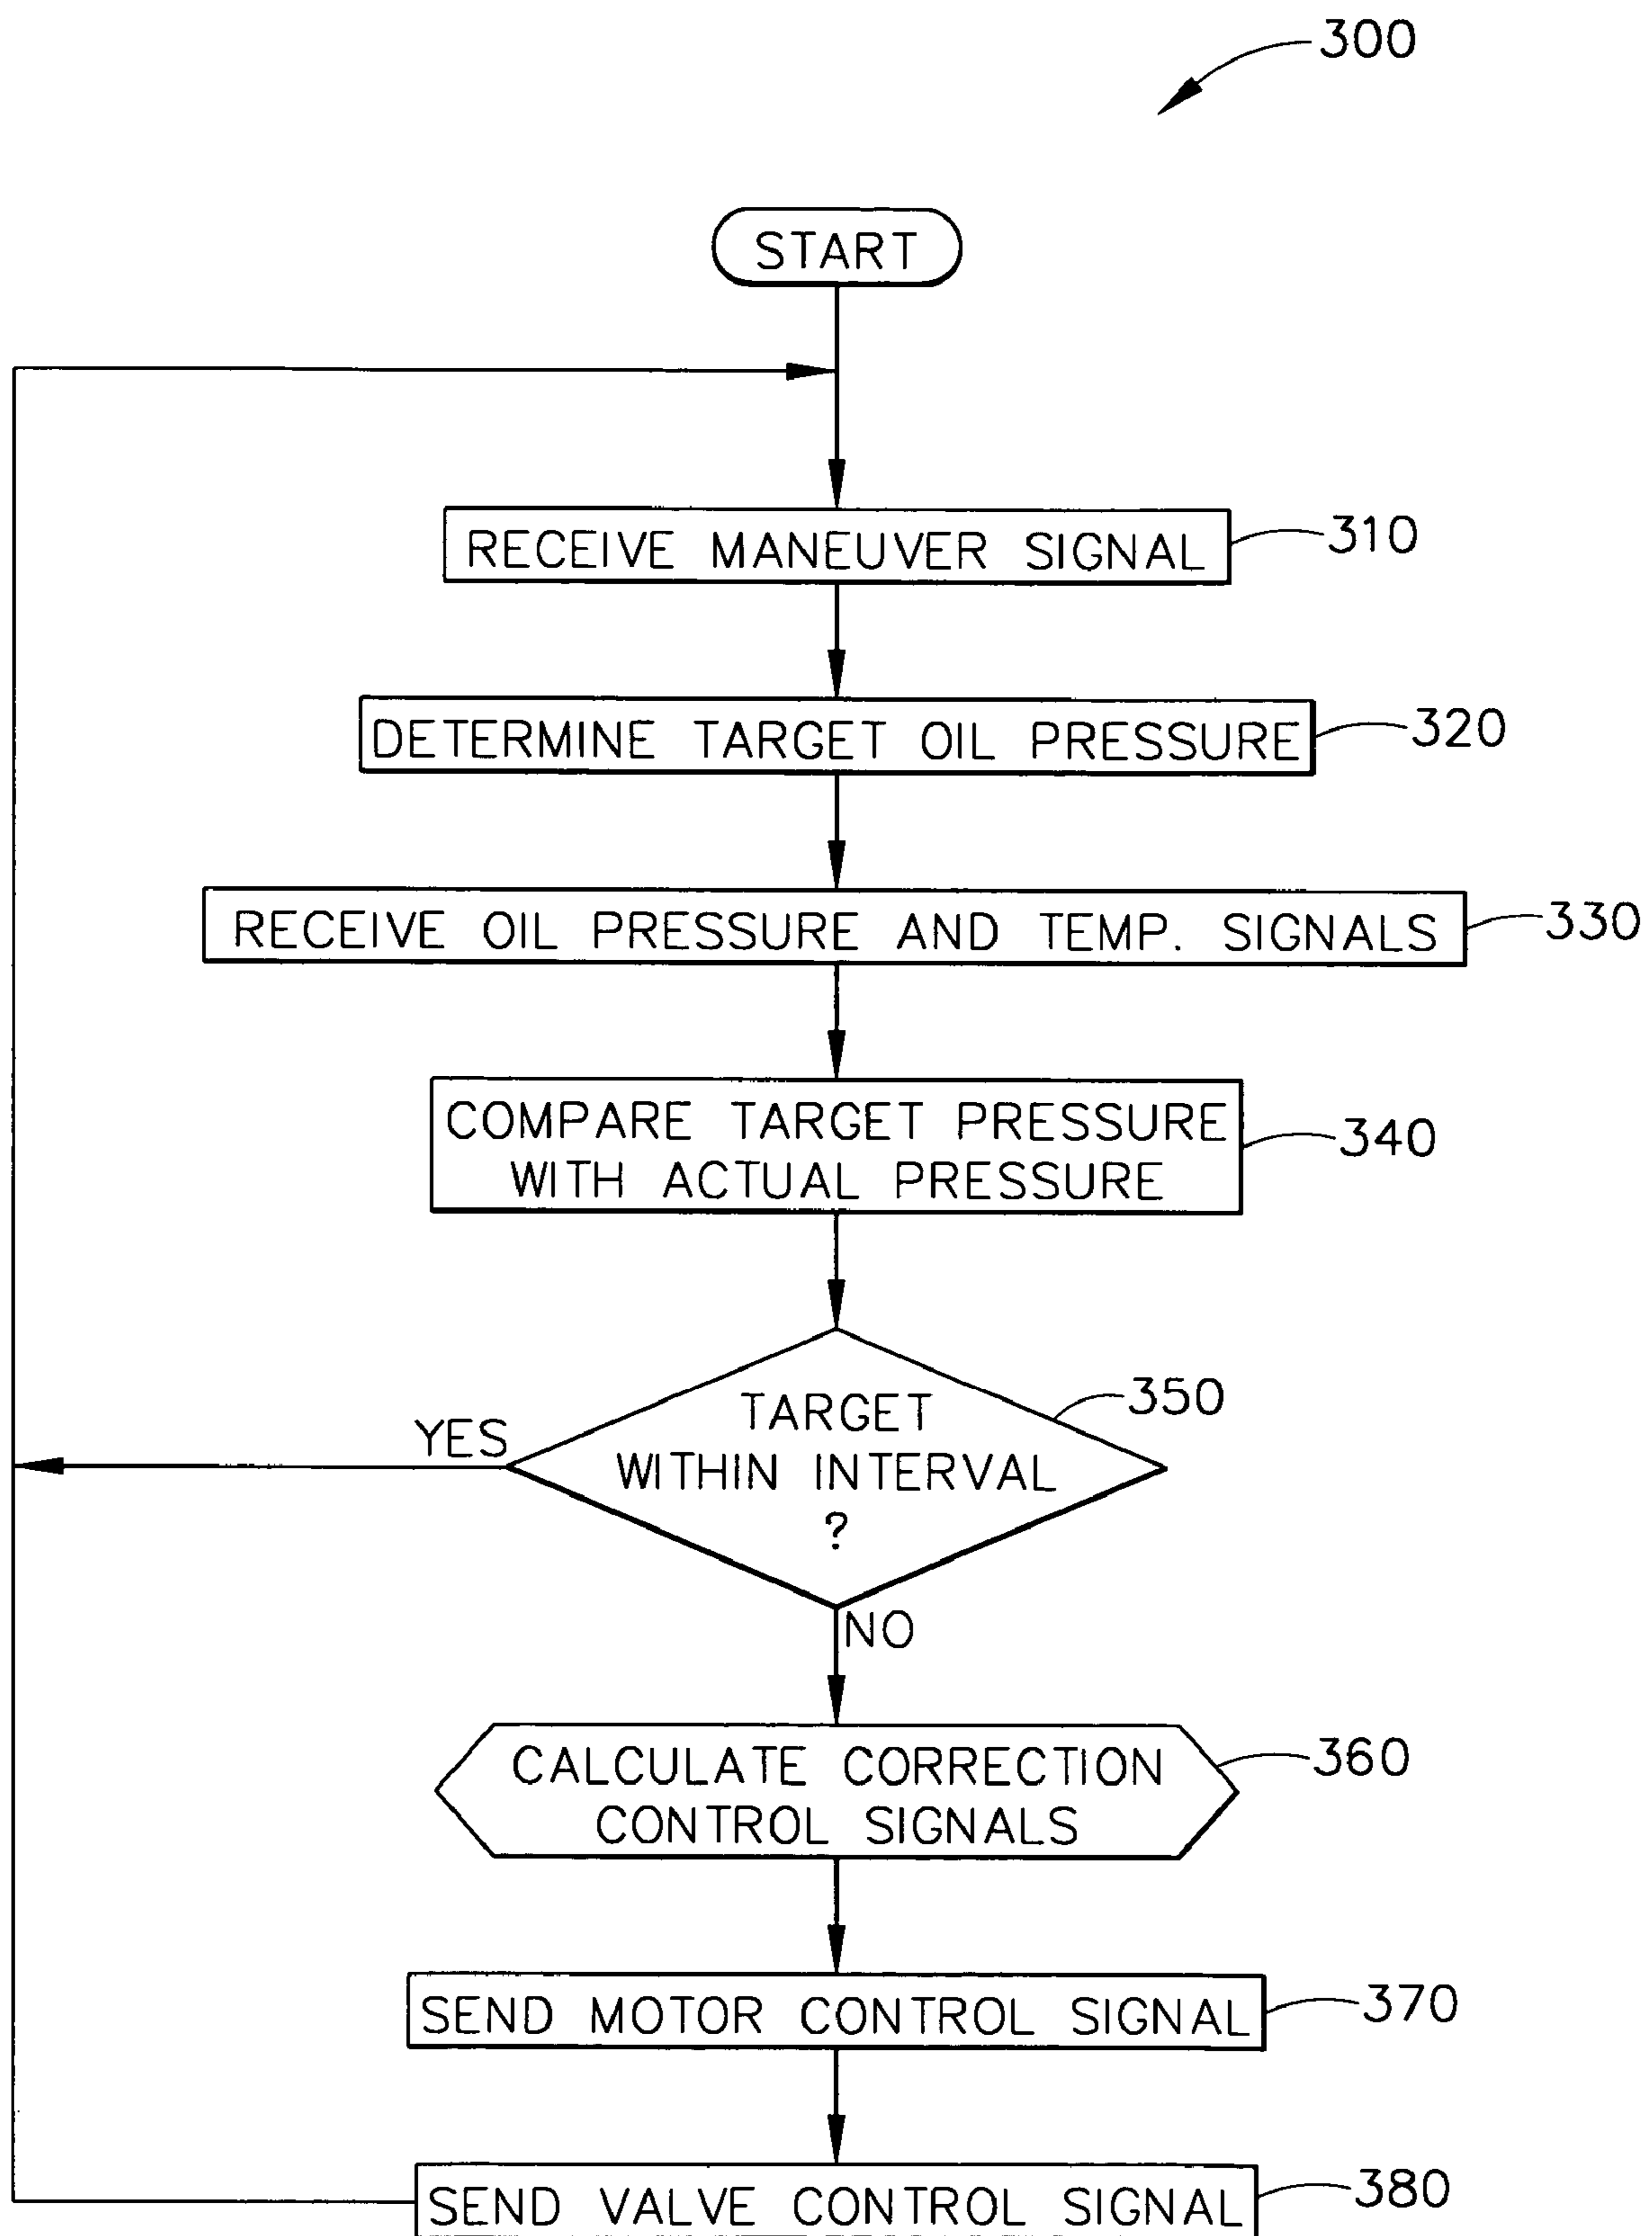 300
START
RECEIVE MANEUVER SIGNAL
310
DETERMINE TARGET OIL PRESSURE
320
RECEIVE OIL PRESSURE AND TEMP. SIGNALS
330
COMPARE TARGET PRESSURE
WITH ACTUAL PRESSURE
340
TARGET
WITHIN INTERVAL
?
350
YES
NO
CALCULATE CORRECTION
CONTROL SIGNALS
360
SEND MOTOR CONTROL SIGNAL
370
SEND VALVE CONTROL SIGNAL
380